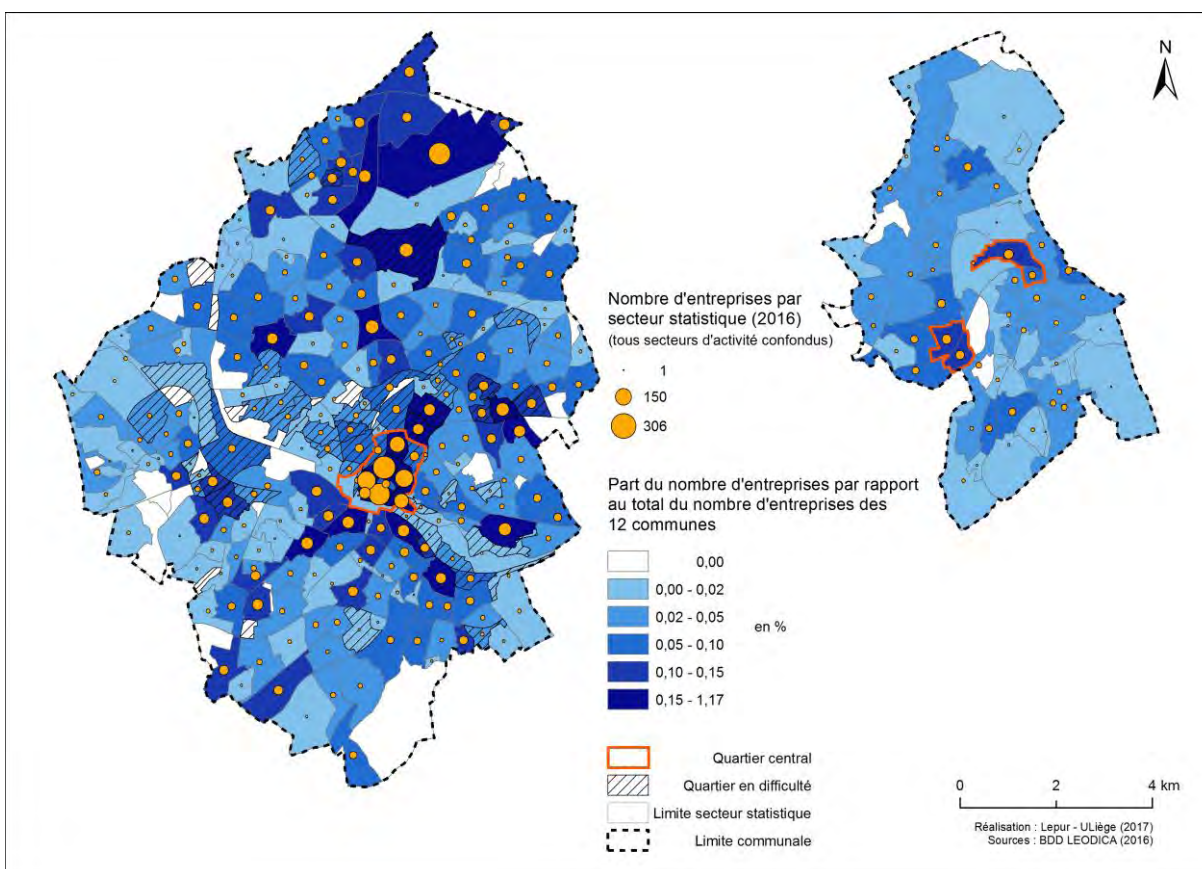 N
Nombre d'entreprises par
secteur statistique (2016)
(tous secteurs d'activité confondus)
1
150
306
Part du nombre d'entreprises par rapport
au total du nombre d'entreprises des
12 communes
0,00
0,00 - 0,02
0,02 - 0,05
0,05 - 0,10
0,10 - 0,15
0,15 - 1,17
en %
Quartier central
Quartier en difficulté
Limite secteur statistique
Limite communale
0 2 4 km
Réalisation : Lepur - ULiège (2017)
Sources : BDD LEODICA (2016)